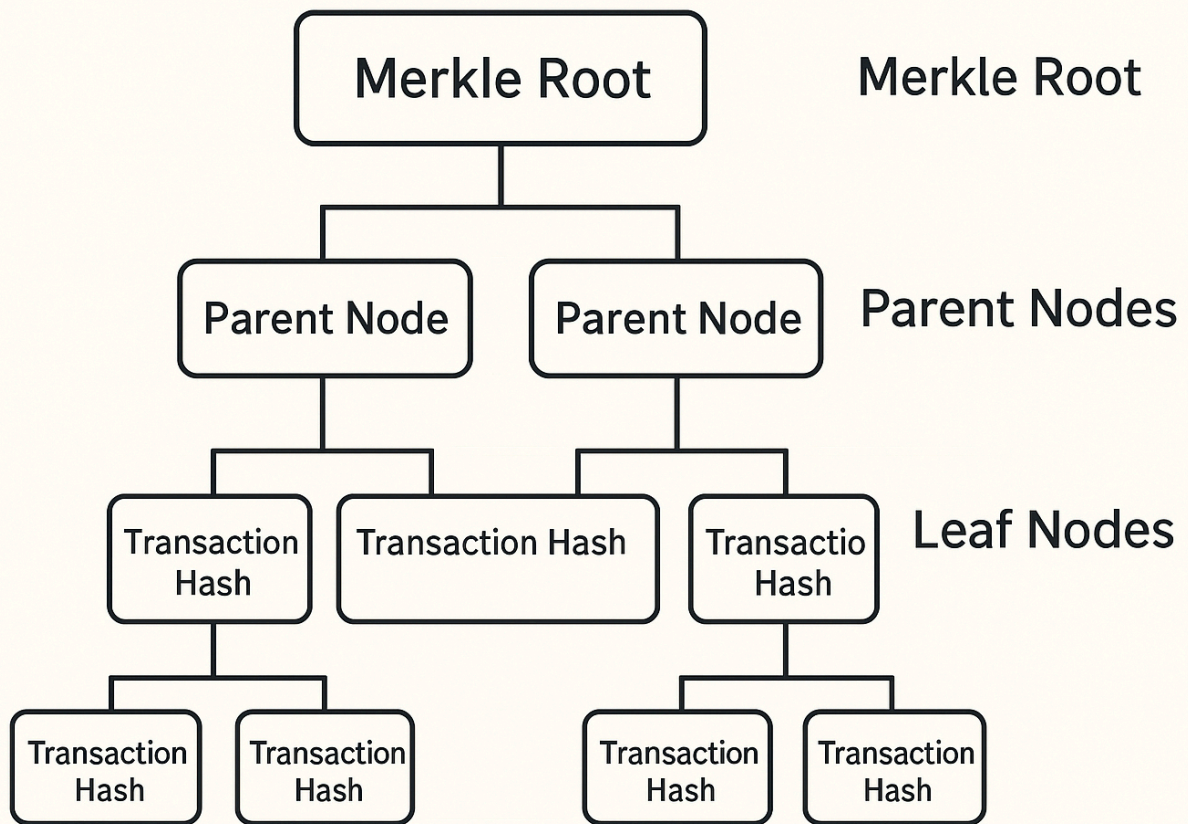 Merkle Root
Merkle Root
Parent Node
Parent Node
Parent Nodes
Transaction
Hash
Transaction Hash
Transactio
Hash
Leaf Nodes
Transaction
Hash
Transaction
Hash
Transaction
Hash
Transaction
Hash